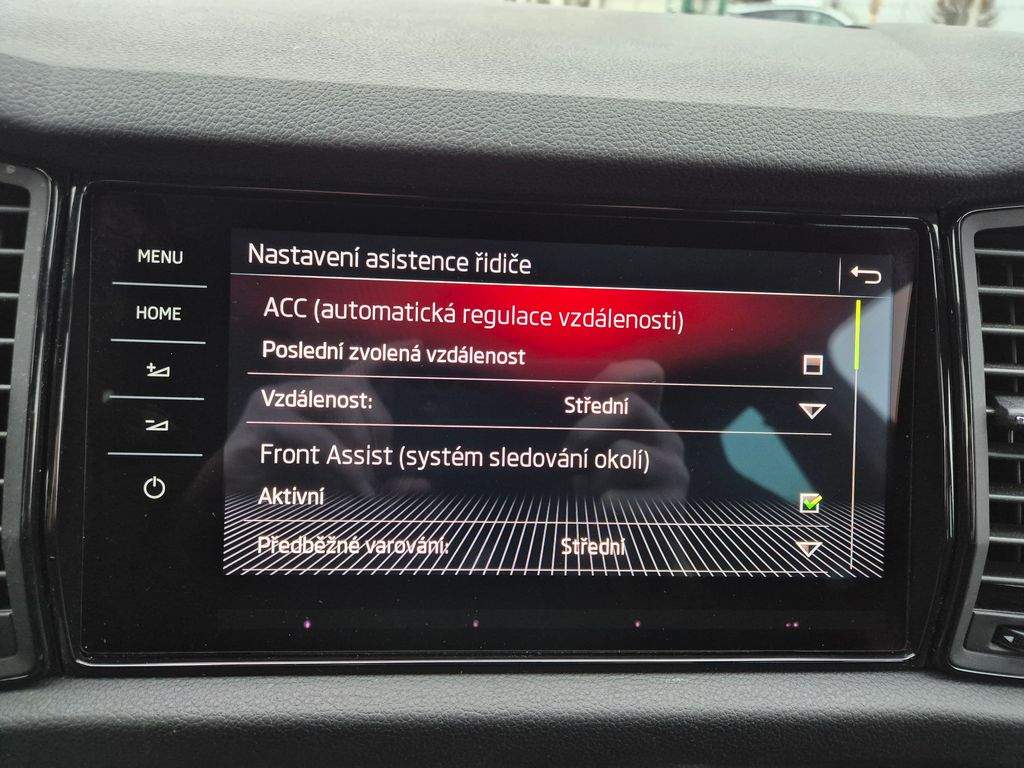 MENU
HOME
Nastavení asistence řidiče
ACC (automatická regulace vzdálenosti)
Poslední zvolená vzdálenost
Vzdálenost: Střední
Front Assist (systém sledování okolí)
Aktivní
Předběžné varování: Střední